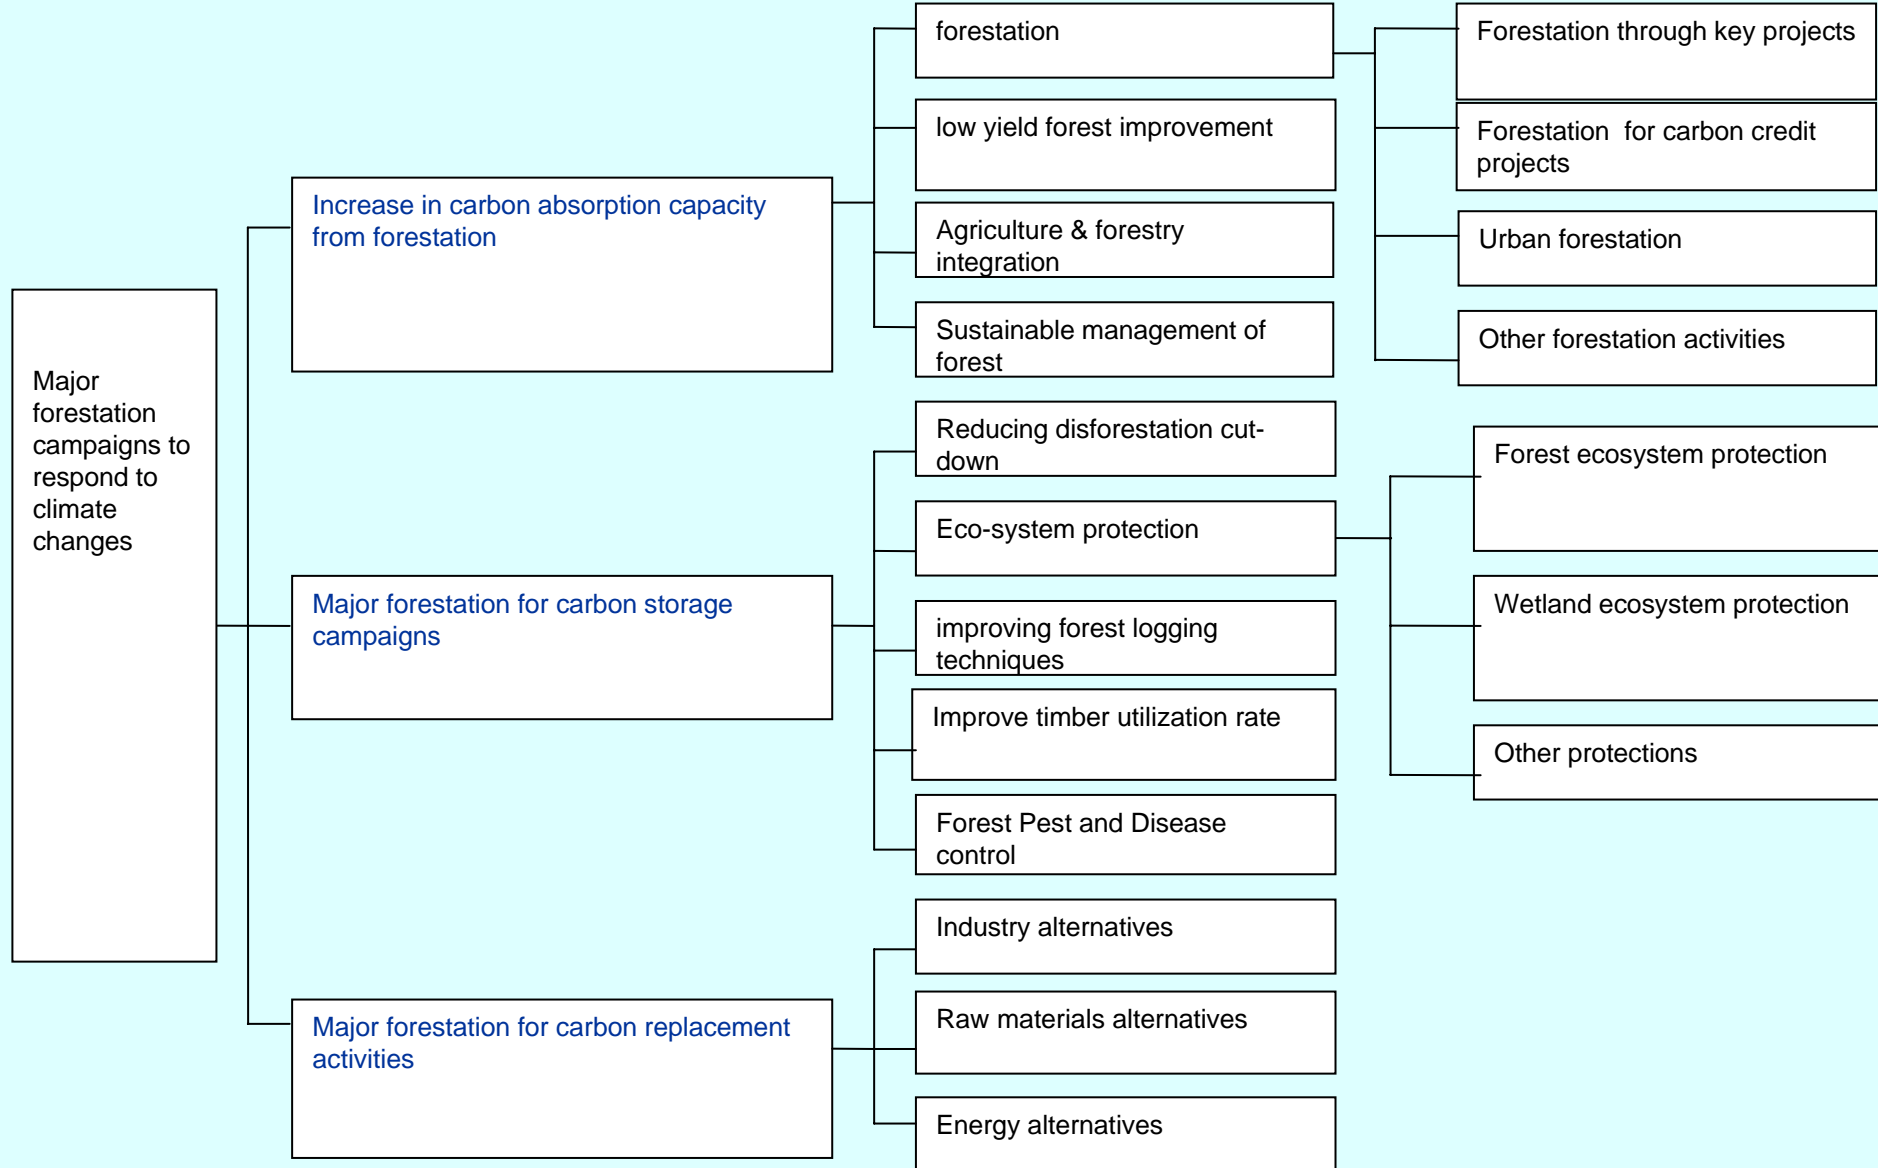 Major
forestation
campaigns to
respond to
climate
changes
Increase in carbon absorption capacity
from forestation
forestation
Forestation through key projects
Forestation  for carbon credit
projects
Urban forestation
Other forestation activities
low yield forest improvement
Agriculture & forestry
integration
Sustainable management of
forest
Major forestation for carbon storage
campaigns
Reducing disforestation cut-
down
Eco-system protection
Forest ecosystem protection
Wetland ecosystem protection
Other protections
improving forest logging
techniques
Improve timber utilization rate
Forest Pest and Disease
control
Major forestation for carbon replacement
activities
Industry alternatives
Raw materials alternatives
Energy alternatives